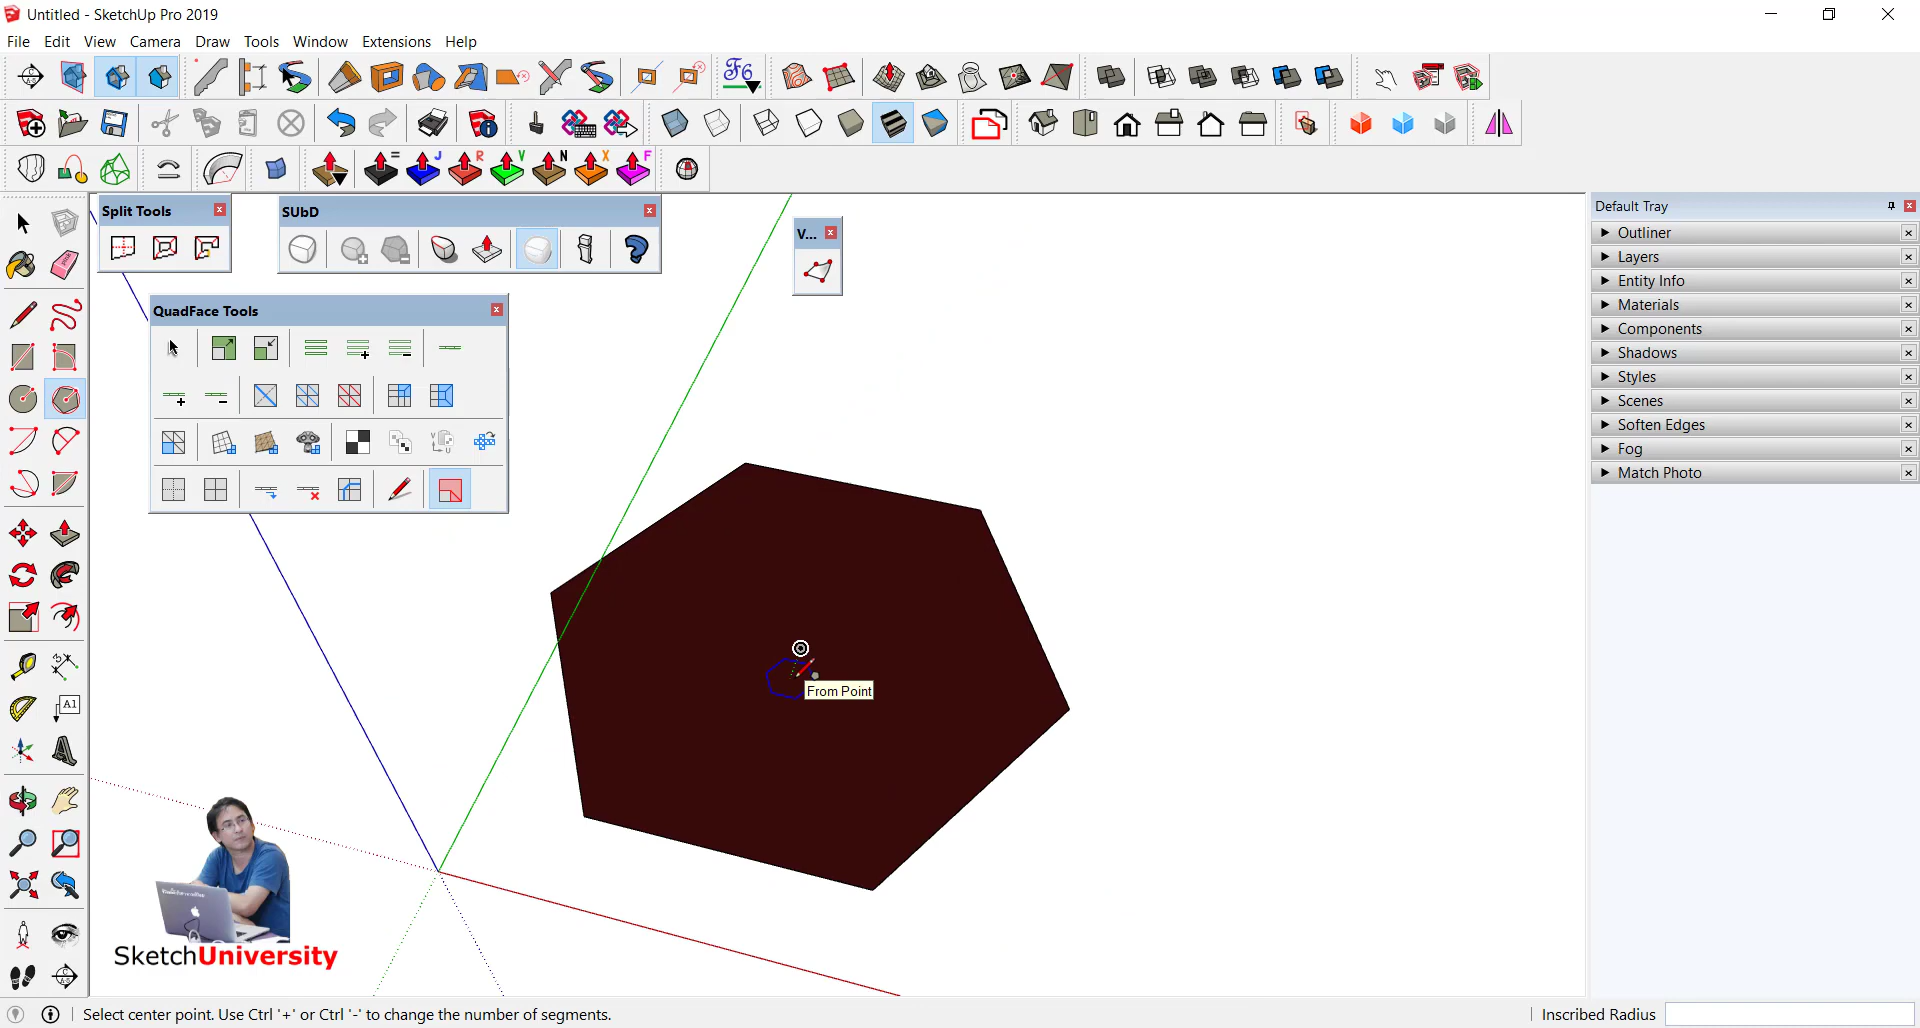 Untitled - SketchUp Pro 2019
File Edit View Camera Draw Tools Window Extensions Help
F6
= J R V N X F
Split Tools
SUbD
V...
QuadFace Tools
Default Tray
Outliner
Layers
Entity Info
Materials
Components
Shadows
Styles
Scenes
Soften Edges
Fog
Match Photo
From Point
A1
SketchUniversity
Select center point. Use Ctrl '+' or Ctrl '-' to change the number of segments.
Inscribed Radius